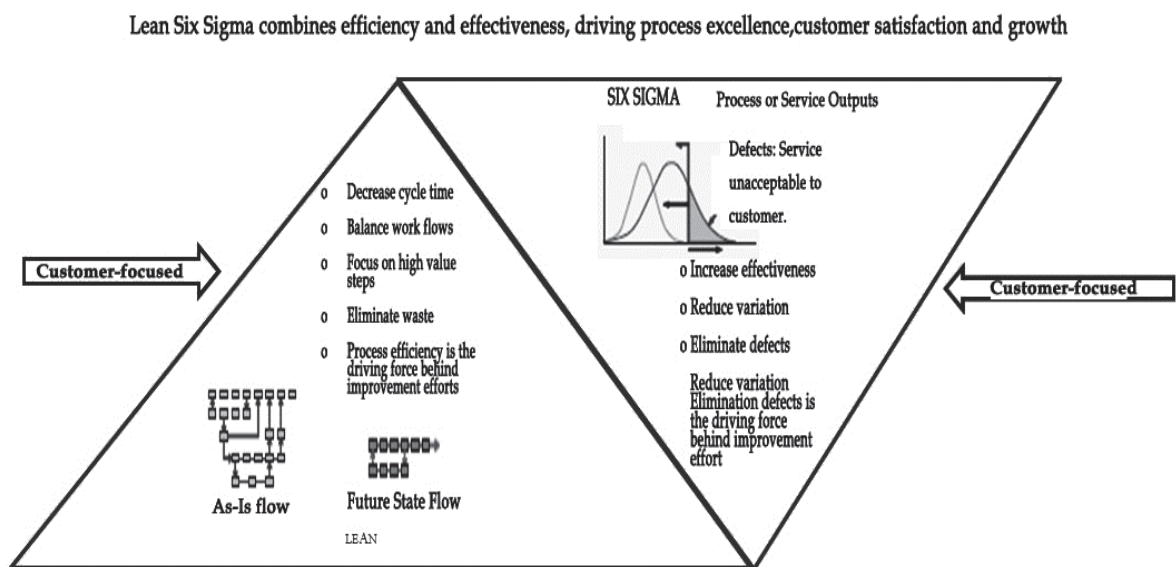 Lean Six Sigma combines efficiency and effectiveness, driving process excellence,customer satisfaction and growth
Customer-focused
o Decrease cycle time
o Balance work flows
o Focus on high value
steps
o Eliminate waste
o Process efficiency is the
driving force behind
improvement efforts
As-Is flow
Future State Flow
LEAN
SIX SIGMA
Process or Service Outputs
Defects: Service
unacceptable to
customer.
o Increase effectiveness
o Reduce variation
o Eliminate defects
Reduce variation
Elimination defects is
the driving force
behind improvement
effort
Customer-focused